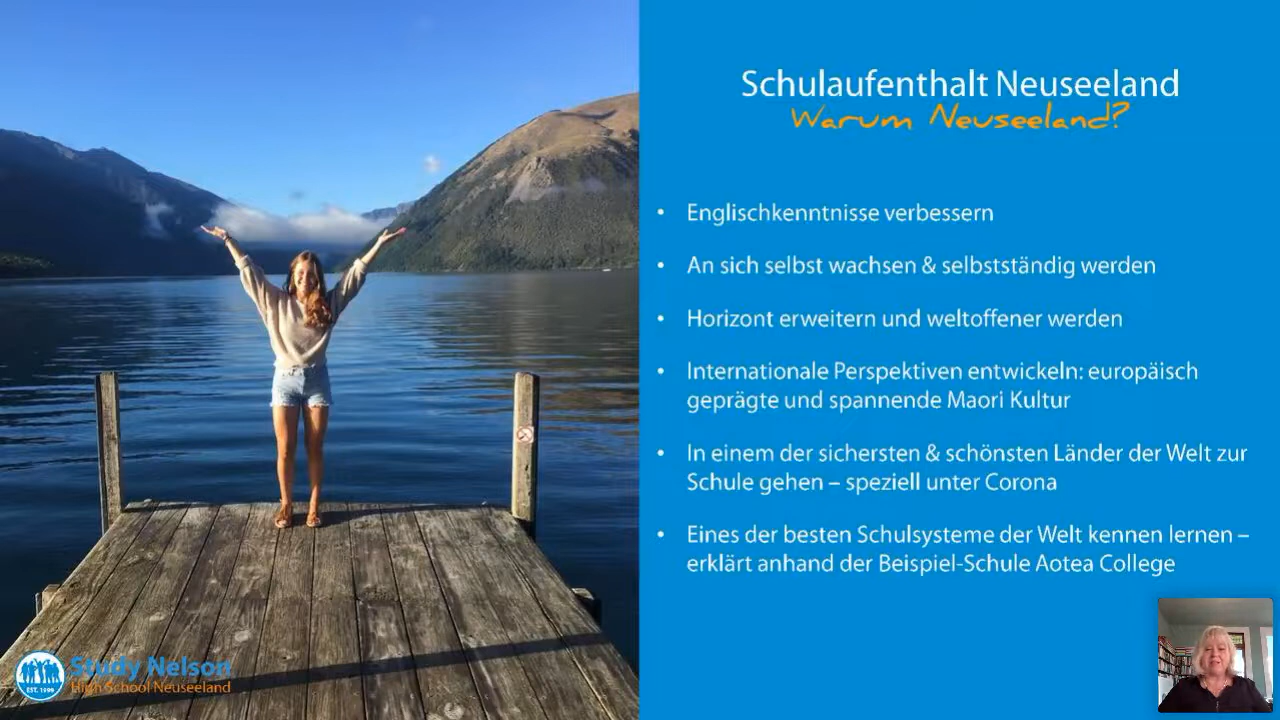 Schulaufenthalt Neuseeland
Warum Neuseeland?
• Englischkenntnisse verbessern
• An sich selbst wachsen & selbstständig werden
• Horizont erweitern und weltoffener werden
• Internationale Perspektiven entwickeln: europäisch
geprägte und spannende Maori Kultur
• In einem der sichersten & schönsten Länder der Welt zur
Schule gehen – speziell unter Corona
• Eines der besten Schulsysteme der Welt kennen lernen –
erklärt anhand der Beispiel-Schule Aotea College
Study Nelson
High School Neuseeland
EST. 1999